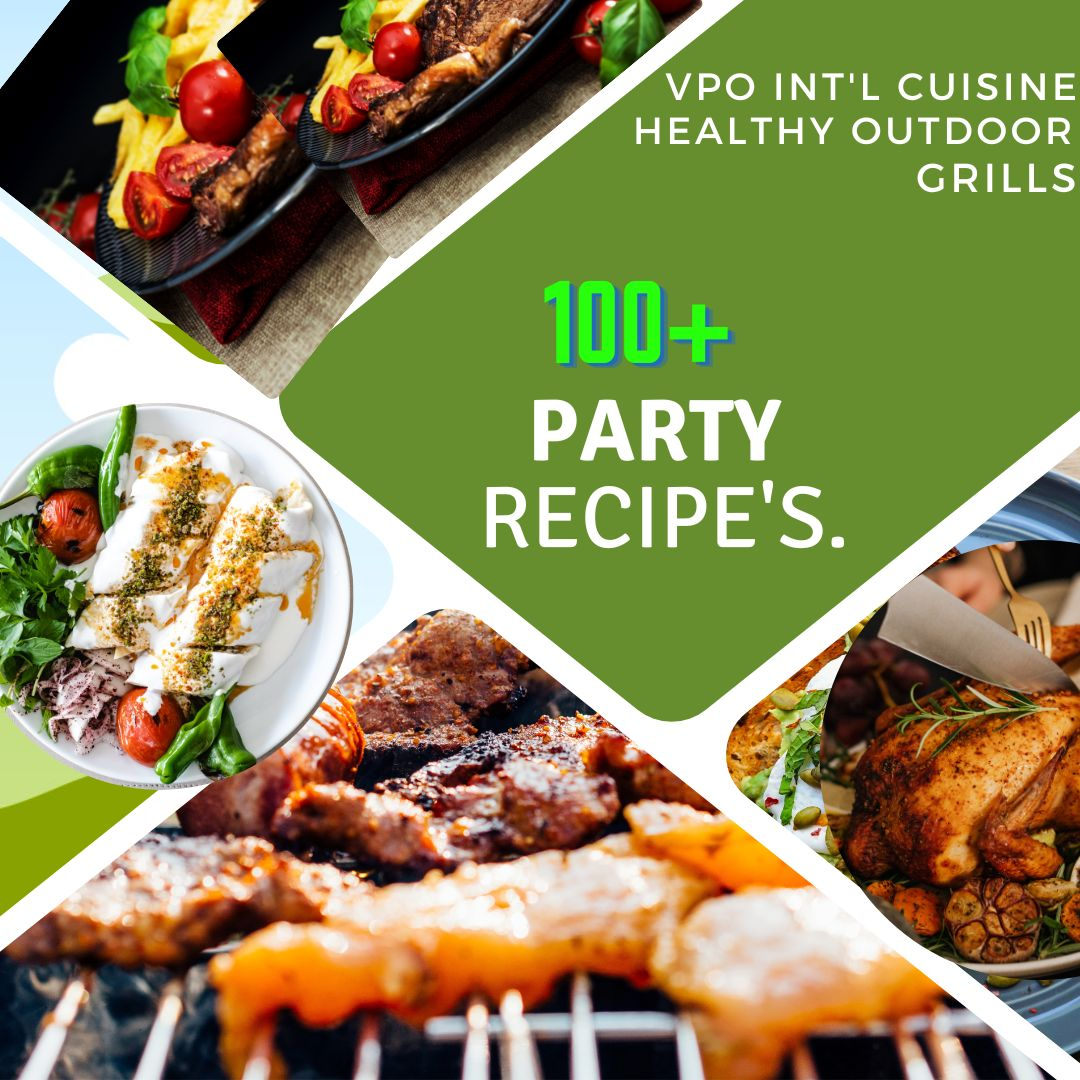 VPO INT'L CUISINE
HEALTHY OUTDOOR
GRILLS
100+
PARTY
RECIPE'S.